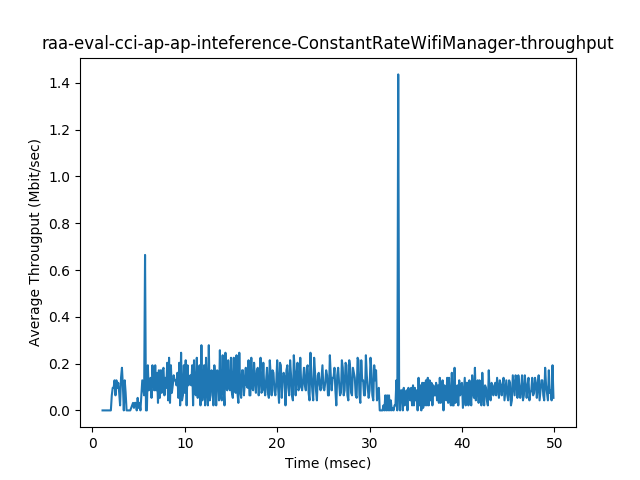 raa-eval-cci-ap-ap-inteference-ConstantRateWifiManager-throughput
1.4
1.2
1.0
0.8
0.6
0.4
0.2
0.0
Average Througput (Mbit/sec)
0 10 20 30 40 50
Time (msec)